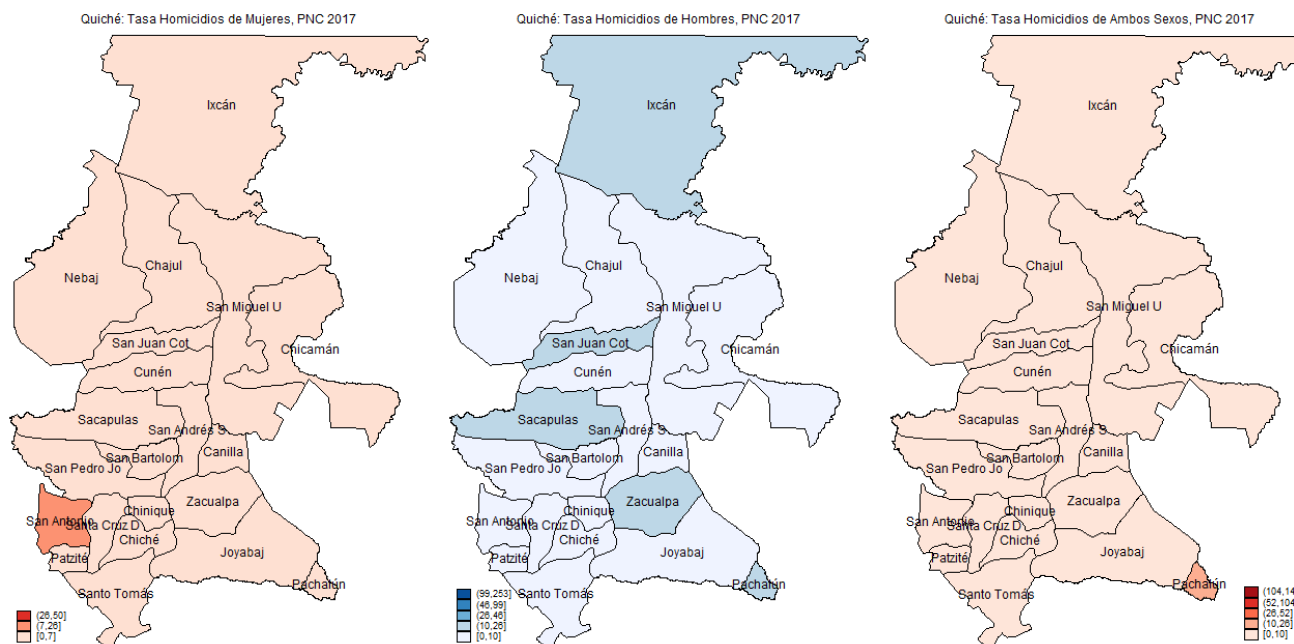 Quiché: Tasa Homicidios de Mujeres, PNC 2017
Ixcán
Nebaj
Chajul
San Miguel U
San Juan Cot
Chicamán
Cunén
Sacapulas
San Andrés S
San Bartolom
Canilla
San Pedro Jo
Zacualpa
San Antonio
Chinique
Santa Cruz D
Chiché
Patzité
Joyabaj
Pachalún
Santo Tomás
(26,50]
(7,26]
[0,7]
Quiché: Tasa Homicidios de Hombres, PNC 2017
Ixcán
Nebaj
Chajul
San Miguel U
San Juan Cot
Chicamán
Cunén
Sacapulas
San Andrés S
San Bartolom
Canilla
San Pedro Jo
Zacualpa
San Antonio
Chinique
Santa Cruz D
Chiché
Patzité
Joyabaj
Pachalún
Santo Tomás
(99,253]
(46,99]
(26,46]
(10,26]
[0,10]
Quiché: Tasa Homicidios de Ambos Sexos, PNC 2017
Ixcán
Nebaj
Chajul
San Miguel U
San Juan Cot
Chicamán
Cunén
Sacapulas
San Andrés S
San Bartolom
Canilla
San Pedro Jo
Zacualpa
San Antonio
Chinique
Santa Cruz D
Chiché
Patzité
Joyabaj
Pachalún
Santo Tomás
(104,14
(52,104]
(26,52]
(10,26]
[0,10]